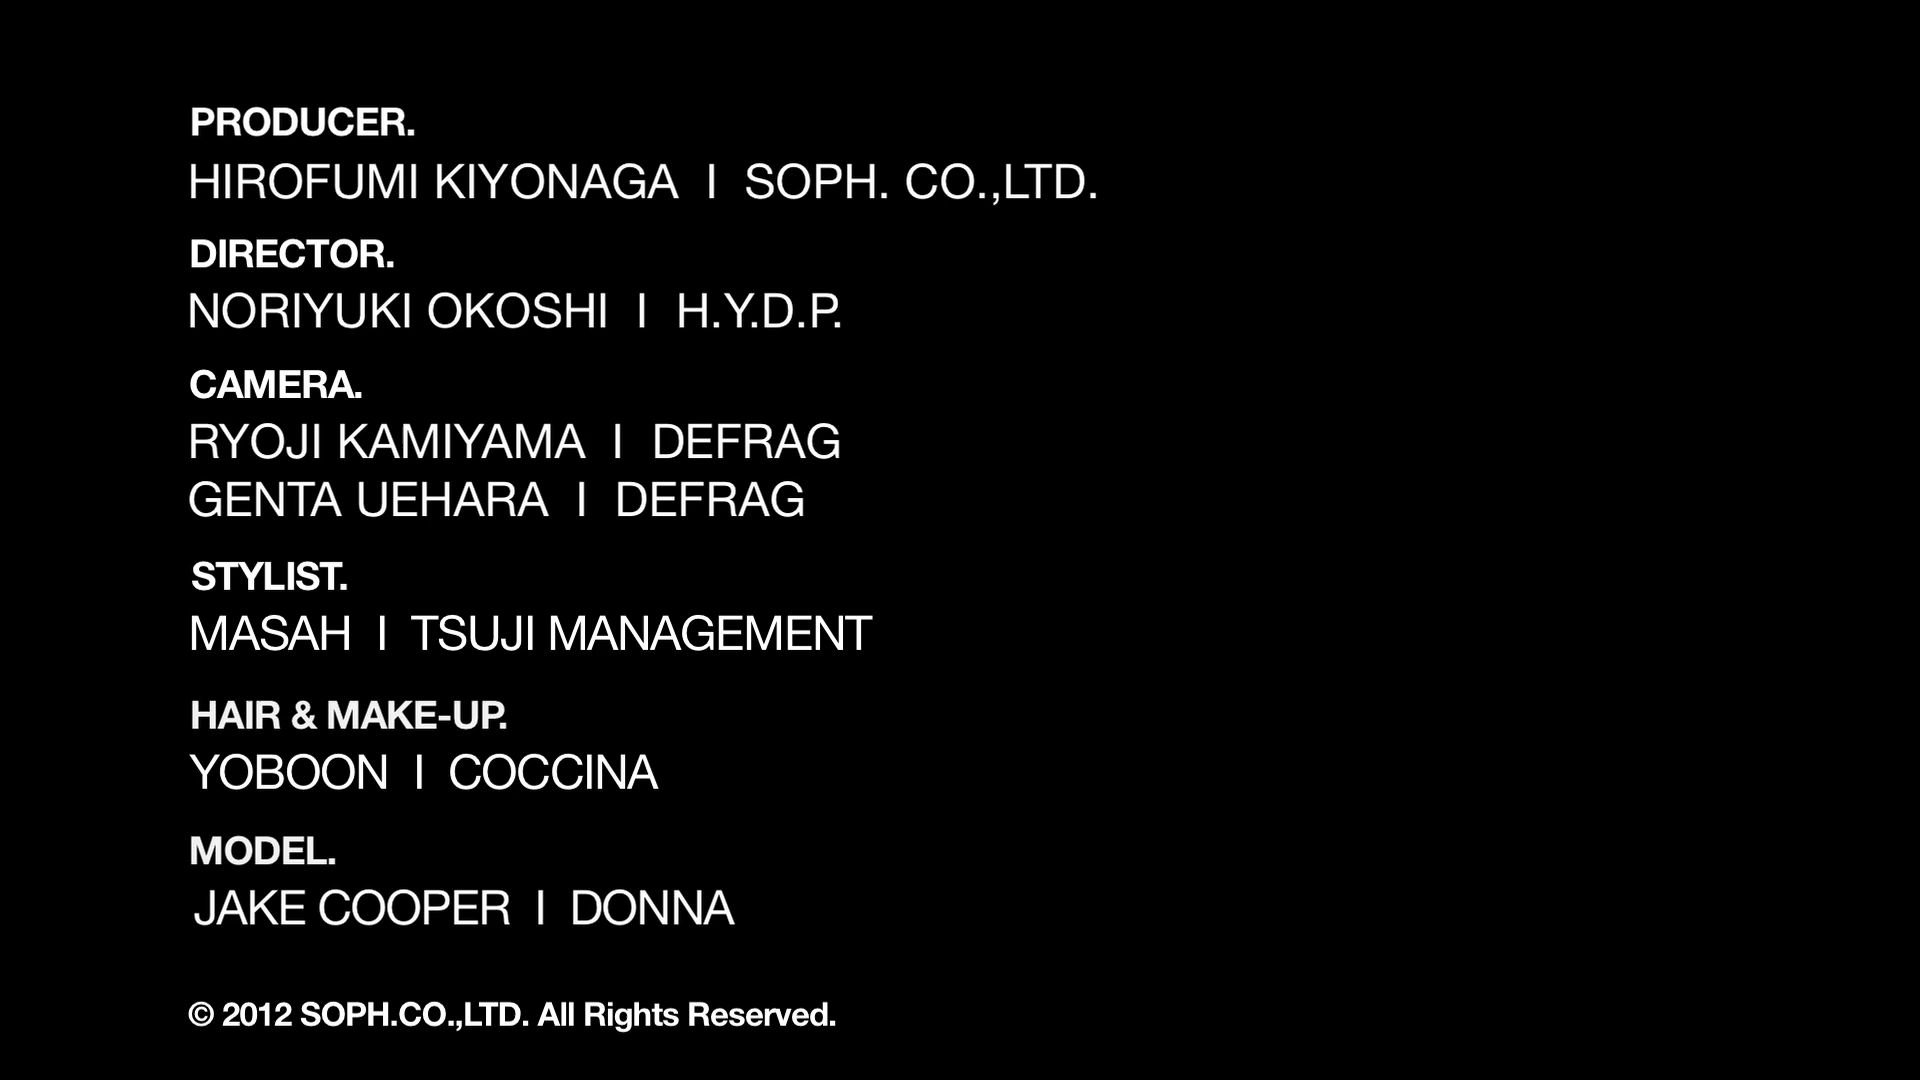 PRODUCER.
HIROFUMI KIYONAGA | SOPH. CO.,LTD.
DIRECTOR.
NORIYUKI OKOSHI | H.Y.D.P.
CAMERA.
RYOJI KAMIYAMA | DEFRAG
GENTA UEHARA | DEFRAG
STYLIST.
MASAH | TSUJI MANAGEMENT
HAIR & MAKE-UP.
YOBOON | COCCINA
MODEL.
JAKE COOPER | DONNA
© 2012 SOPH.CO.,LTD. All Rights Reserved.